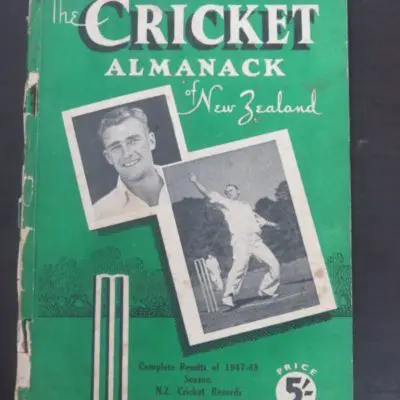 The
CRICKET
ALMANACK
of
New Zealand
Complete Results of 1947-48
Season
N.Z. Cricket Records
PRICE
5/-